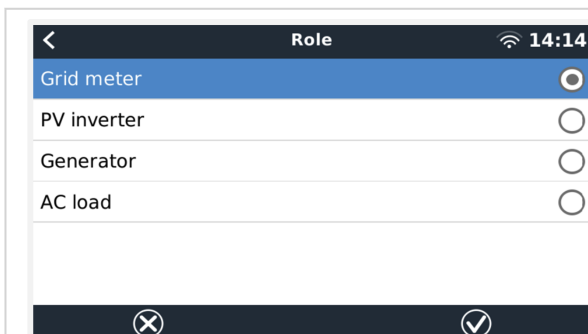 Role
14:14
Grid meter
PV inverter
Generator
AC load